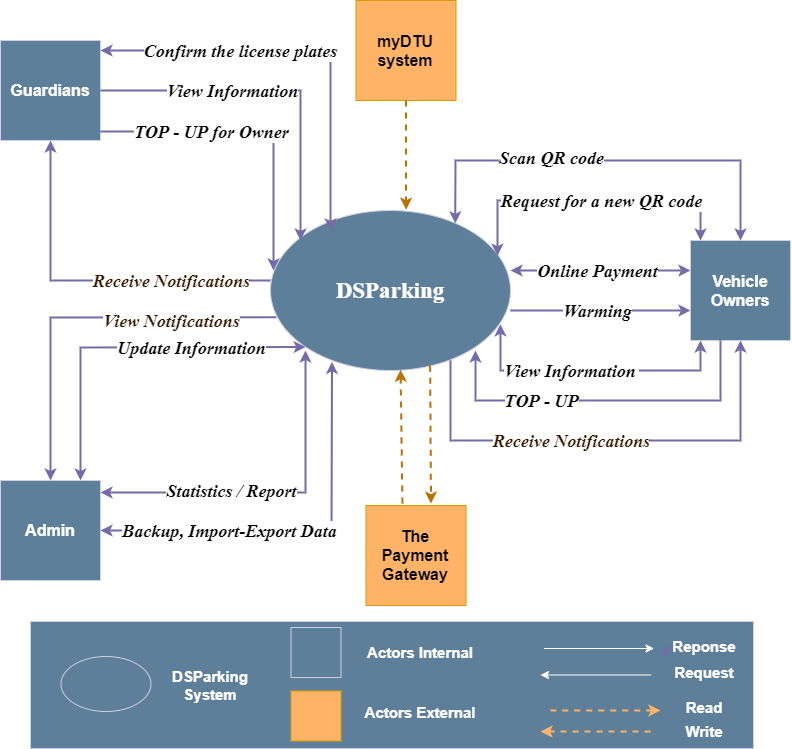 myDTU
system
Guardians
Confirm the license plates
View Information
TOP - UP for Owner
Receive Notifications
Scan QR code
Request for a new QR code
DSParking
Online Payment
Warming
Vehicle
Owners
View Information
TOP - UP
Receive Notifications
View Notifications
Update Information
Admin
Statistics / Report
Backup, Import-Export Data
The
Payment
Gateway
DSParking
System
Actors Internal
Actors External
Reponse
Request
Read
Write